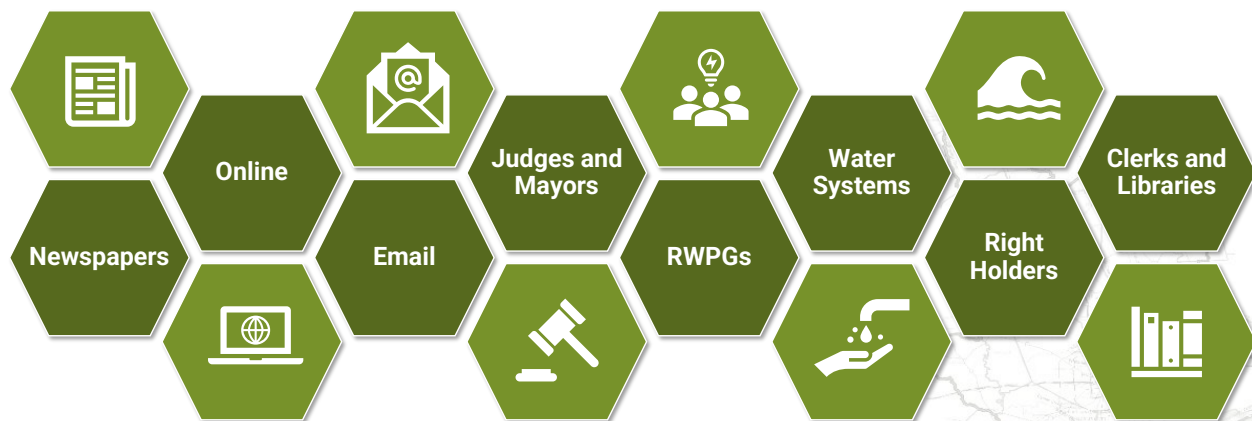 Newspapers
Online
Email
Judges and
Mayors
RWPGs
Water
Systems
Right
Holders
Clerks and
Libraries